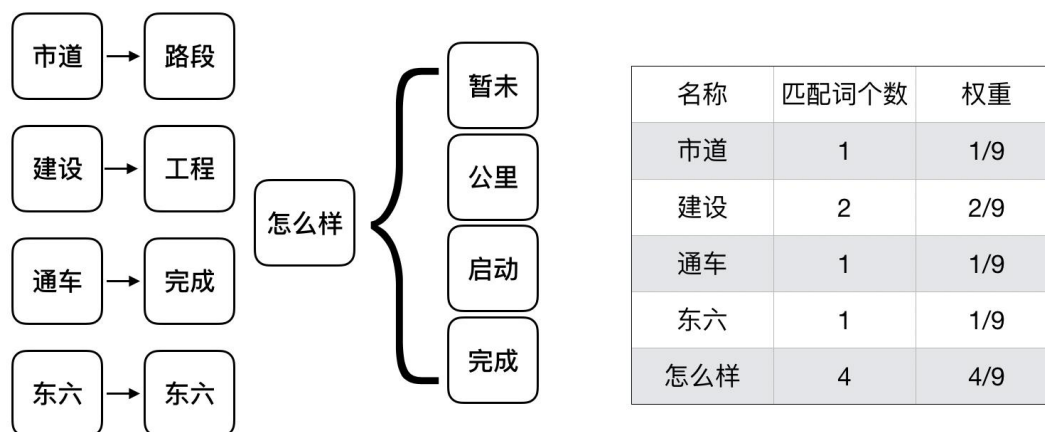 市道 路段
建设 工程
通车 完成
东六 东六
怎么样
暂未
公里
启动
完成
名称 匹配词个数 权重
市道 1 1/9
建设 2 2/9
通车 1 1/9
东六 1 1/9
怎么样 4 4/9